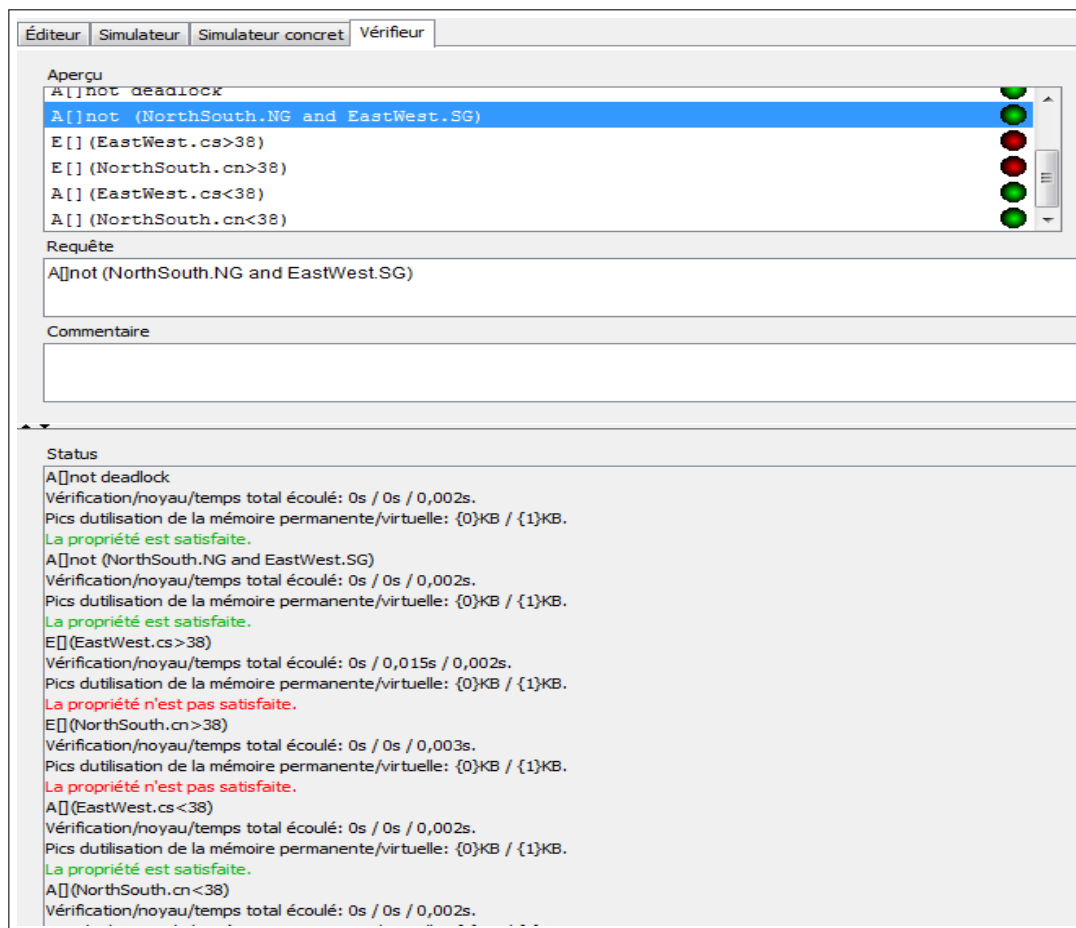 Éditeur Simulateur Simulateur concret Vérifieur
Aperçu
A[]not deadlock
A[]not (NorthSouth.NG and EastWest.SG)
E[](EastWest.cs>38)
E[](NorthSouth.cn>38)
A[](EastWest.cs<38)
A[](NorthSouth.cn<38)
Requête
A[]not (NorthSouth.NG and EastWest.SG)
Commentaire
Status
A[]not deadlock
Vérification/noyau/temps total écoulé: 0s / 0s / 0,002s.
Pics dutilisation de la mémoire permanente/virtuelle: {0}KB / {1}KB.
La propriété est satisfaite.
A[]not (NorthSouth.NG and EastWest.SG)
Vérification/noyau/temps total écoulé: 0s / 0s / 0,002s.
Pics dutilisation de la mémoire permanente/virtuelle: {0}KB / {1}KB.
La propriété est satisfaite.
E[](EastWest.cs>38)
Vérification/noyau/temps total écoulé: 0s / 0,015s / 0,002s.
Pics dutilisation de la mémoire permanente/virtuelle: {0}KB / {1}KB.
La propriété n'est pas satisfaite.
E[](NorthSouth.cn>38)
Vérification/noyau/temps total écoulé: 0s / 0s / 0,003s.
Pics dutilisation de la mémoire permanente/virtuelle: {0}KB / {1}KB.
La propriété n'est pas satisfaite.
A[](EastWest.cs<38)
Vérification/noyau/temps total écoulé: 0s / 0s / 0,002s.
Pics dutilisation de la mémoire permanente/virtuelle: {0}KB / {1}KB.
La propriété est satisfaite.
A[](NorthSouth.cn<38)
Vérification/noyau/temps total écoulé: 0s / 0s / 0,002s.